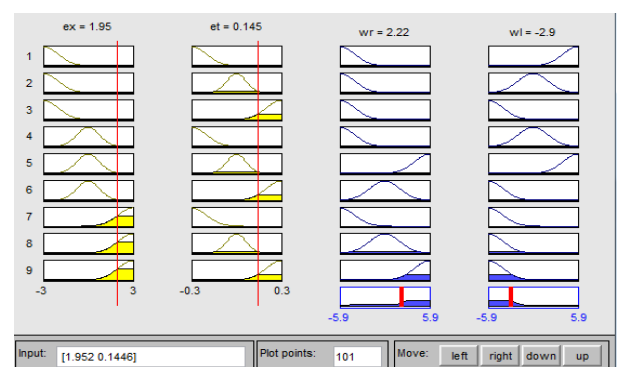 ex = 1.95 et = 0.145 wr = 2.22 wl = -2.9
1
2
3
4
5
6
7
8
9
-3 3 -0.3 0.3
-5.9 5.9 -5.9 5.9
Input: [1.952 0.1446] Plot points: 101 Move: left right down up